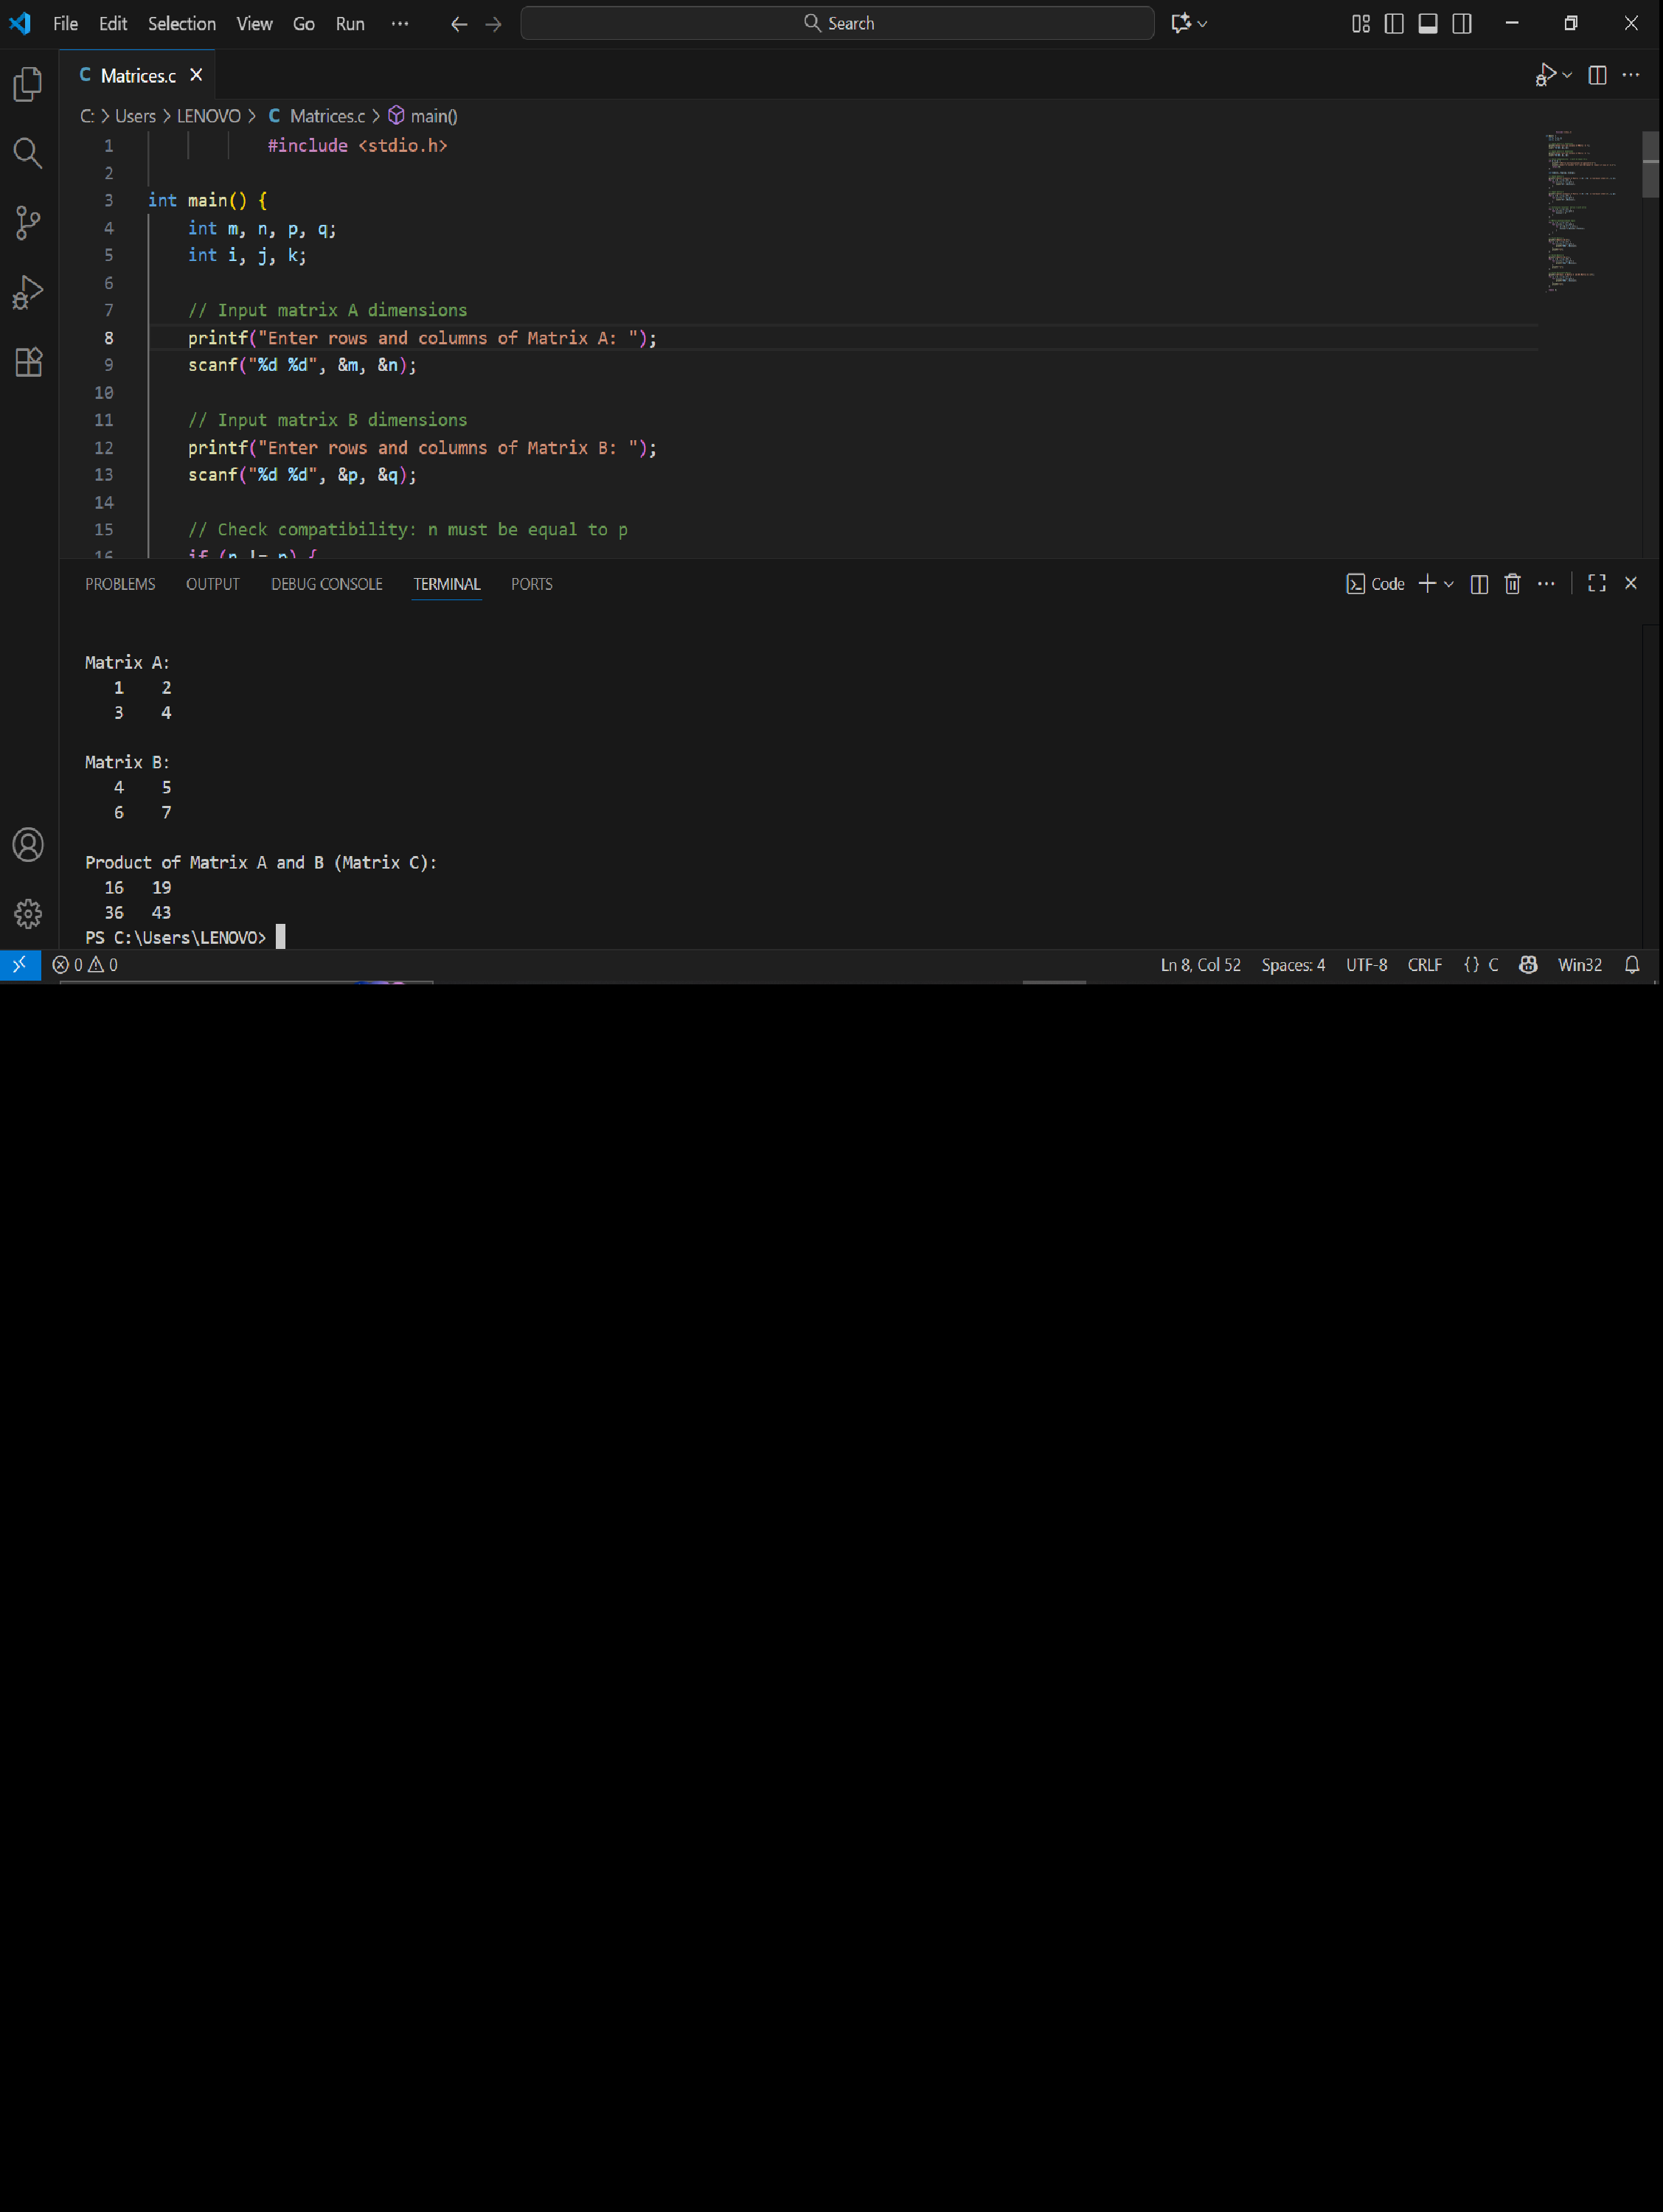 File Edit Selection View Go Run ··· Search
C Matrices.c
C: > Users > LENOVO > C Matrices.c > main()
1 #include <stdio.h>
2
3 int main() {
4 int m, n, p, q;
5 int i, j, k;
6
7 // Input matrix A dimensions
8 printf("Enter rows and columns of Matrix A: ");
9 scanf("%d %d", &m, &n);
10
11 // Input matrix B dimensions
12 printf("Enter rows and columns of Matrix B: ");
13 scanf("%d %d", &p, &q);
14
15 // Check compatibility: n must be equal to p
16 if (n != p) {
PROBLEMS OUTPUT DEBUG CONSOLE TERMINAL PORTS Code
Matrix A:
1 2
3 4
Matrix B:
4 5
6 7
Product of Matrix A and B (Matrix C):
16 19
36 43
PS C:\Users\LENOVO>
0 0 Ln 8, Col 52 Spaces: 4 UTF-8 CRLF {} C Win32